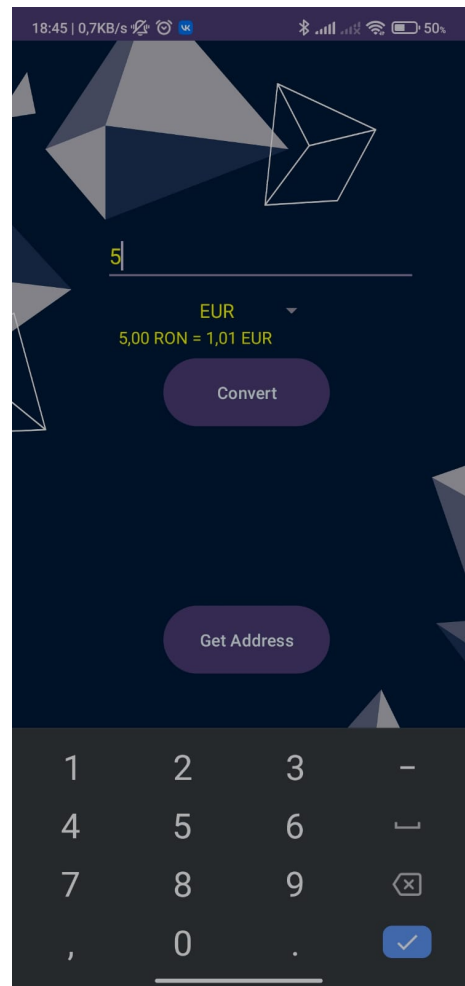 18:45 | 0,7KB/s
50%
5
EUR
5,00 RON = 1,01 EUR
Convert
Get Address
1 2 3 –
4 5 6
7 8 9
, 0 .